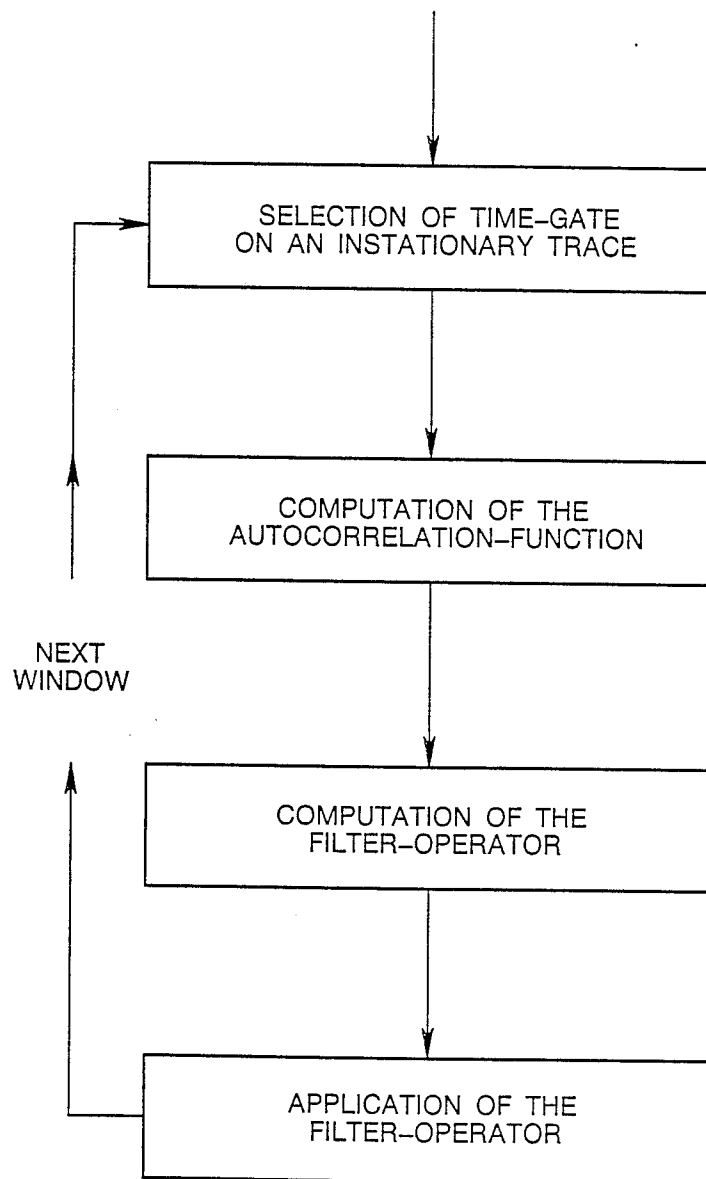 SELECTION OF TIME–GATE
ON AN INSTATIONARY TRACE
COMPUTATION OF THE
AUTOCORRELATION–FUNCTION
NEXT
WINDOW
COMPUTATION OF THE
FILTER–OPERATOR
APPLICATION OF THE
FILTER–OPERATOR